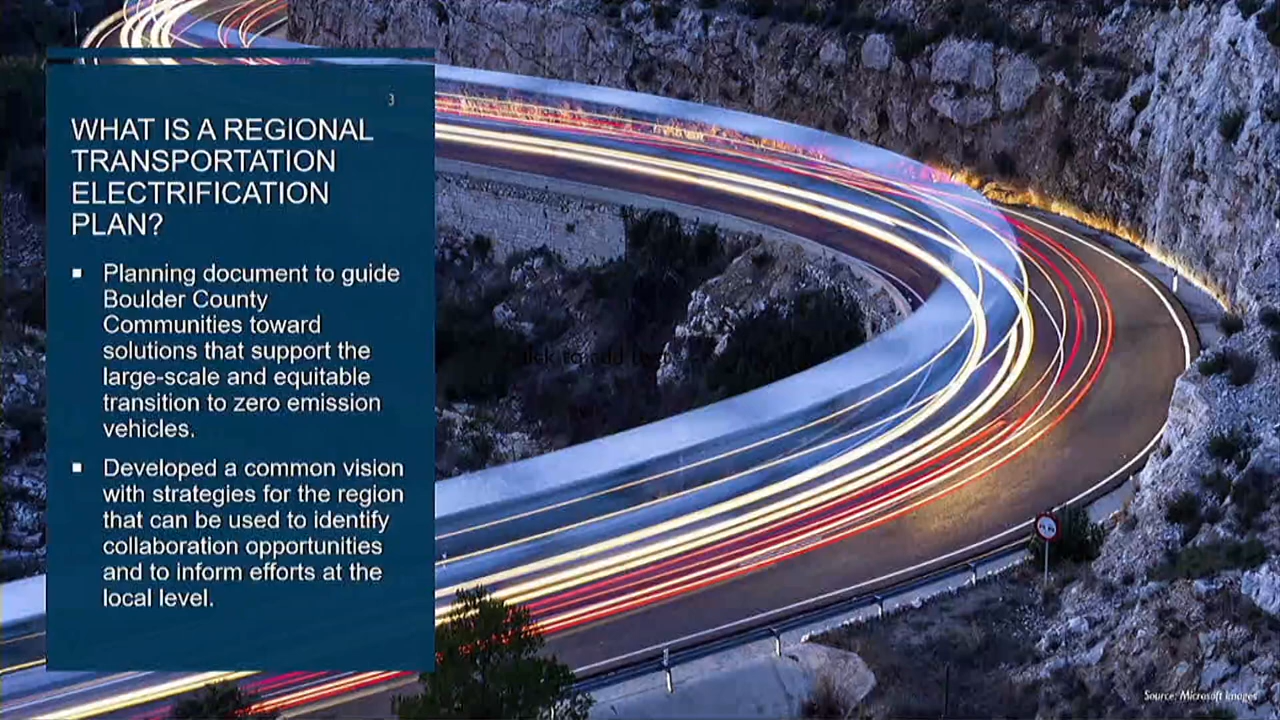 3
WHAT IS A REGIONAL
TRANSPORTATION
ELECTRIFICATION
PLAN?
▪ Planning document to guide
Boulder County
Communities toward
solutions that support the
large-scale and equitable
transition to zero emission
vehicles.
▪ Developed a common vision
with strategies for the region
that can be used to identify
collaboration opportunities
and to inform efforts at the
local level.
to add
Source: Microsoft Images